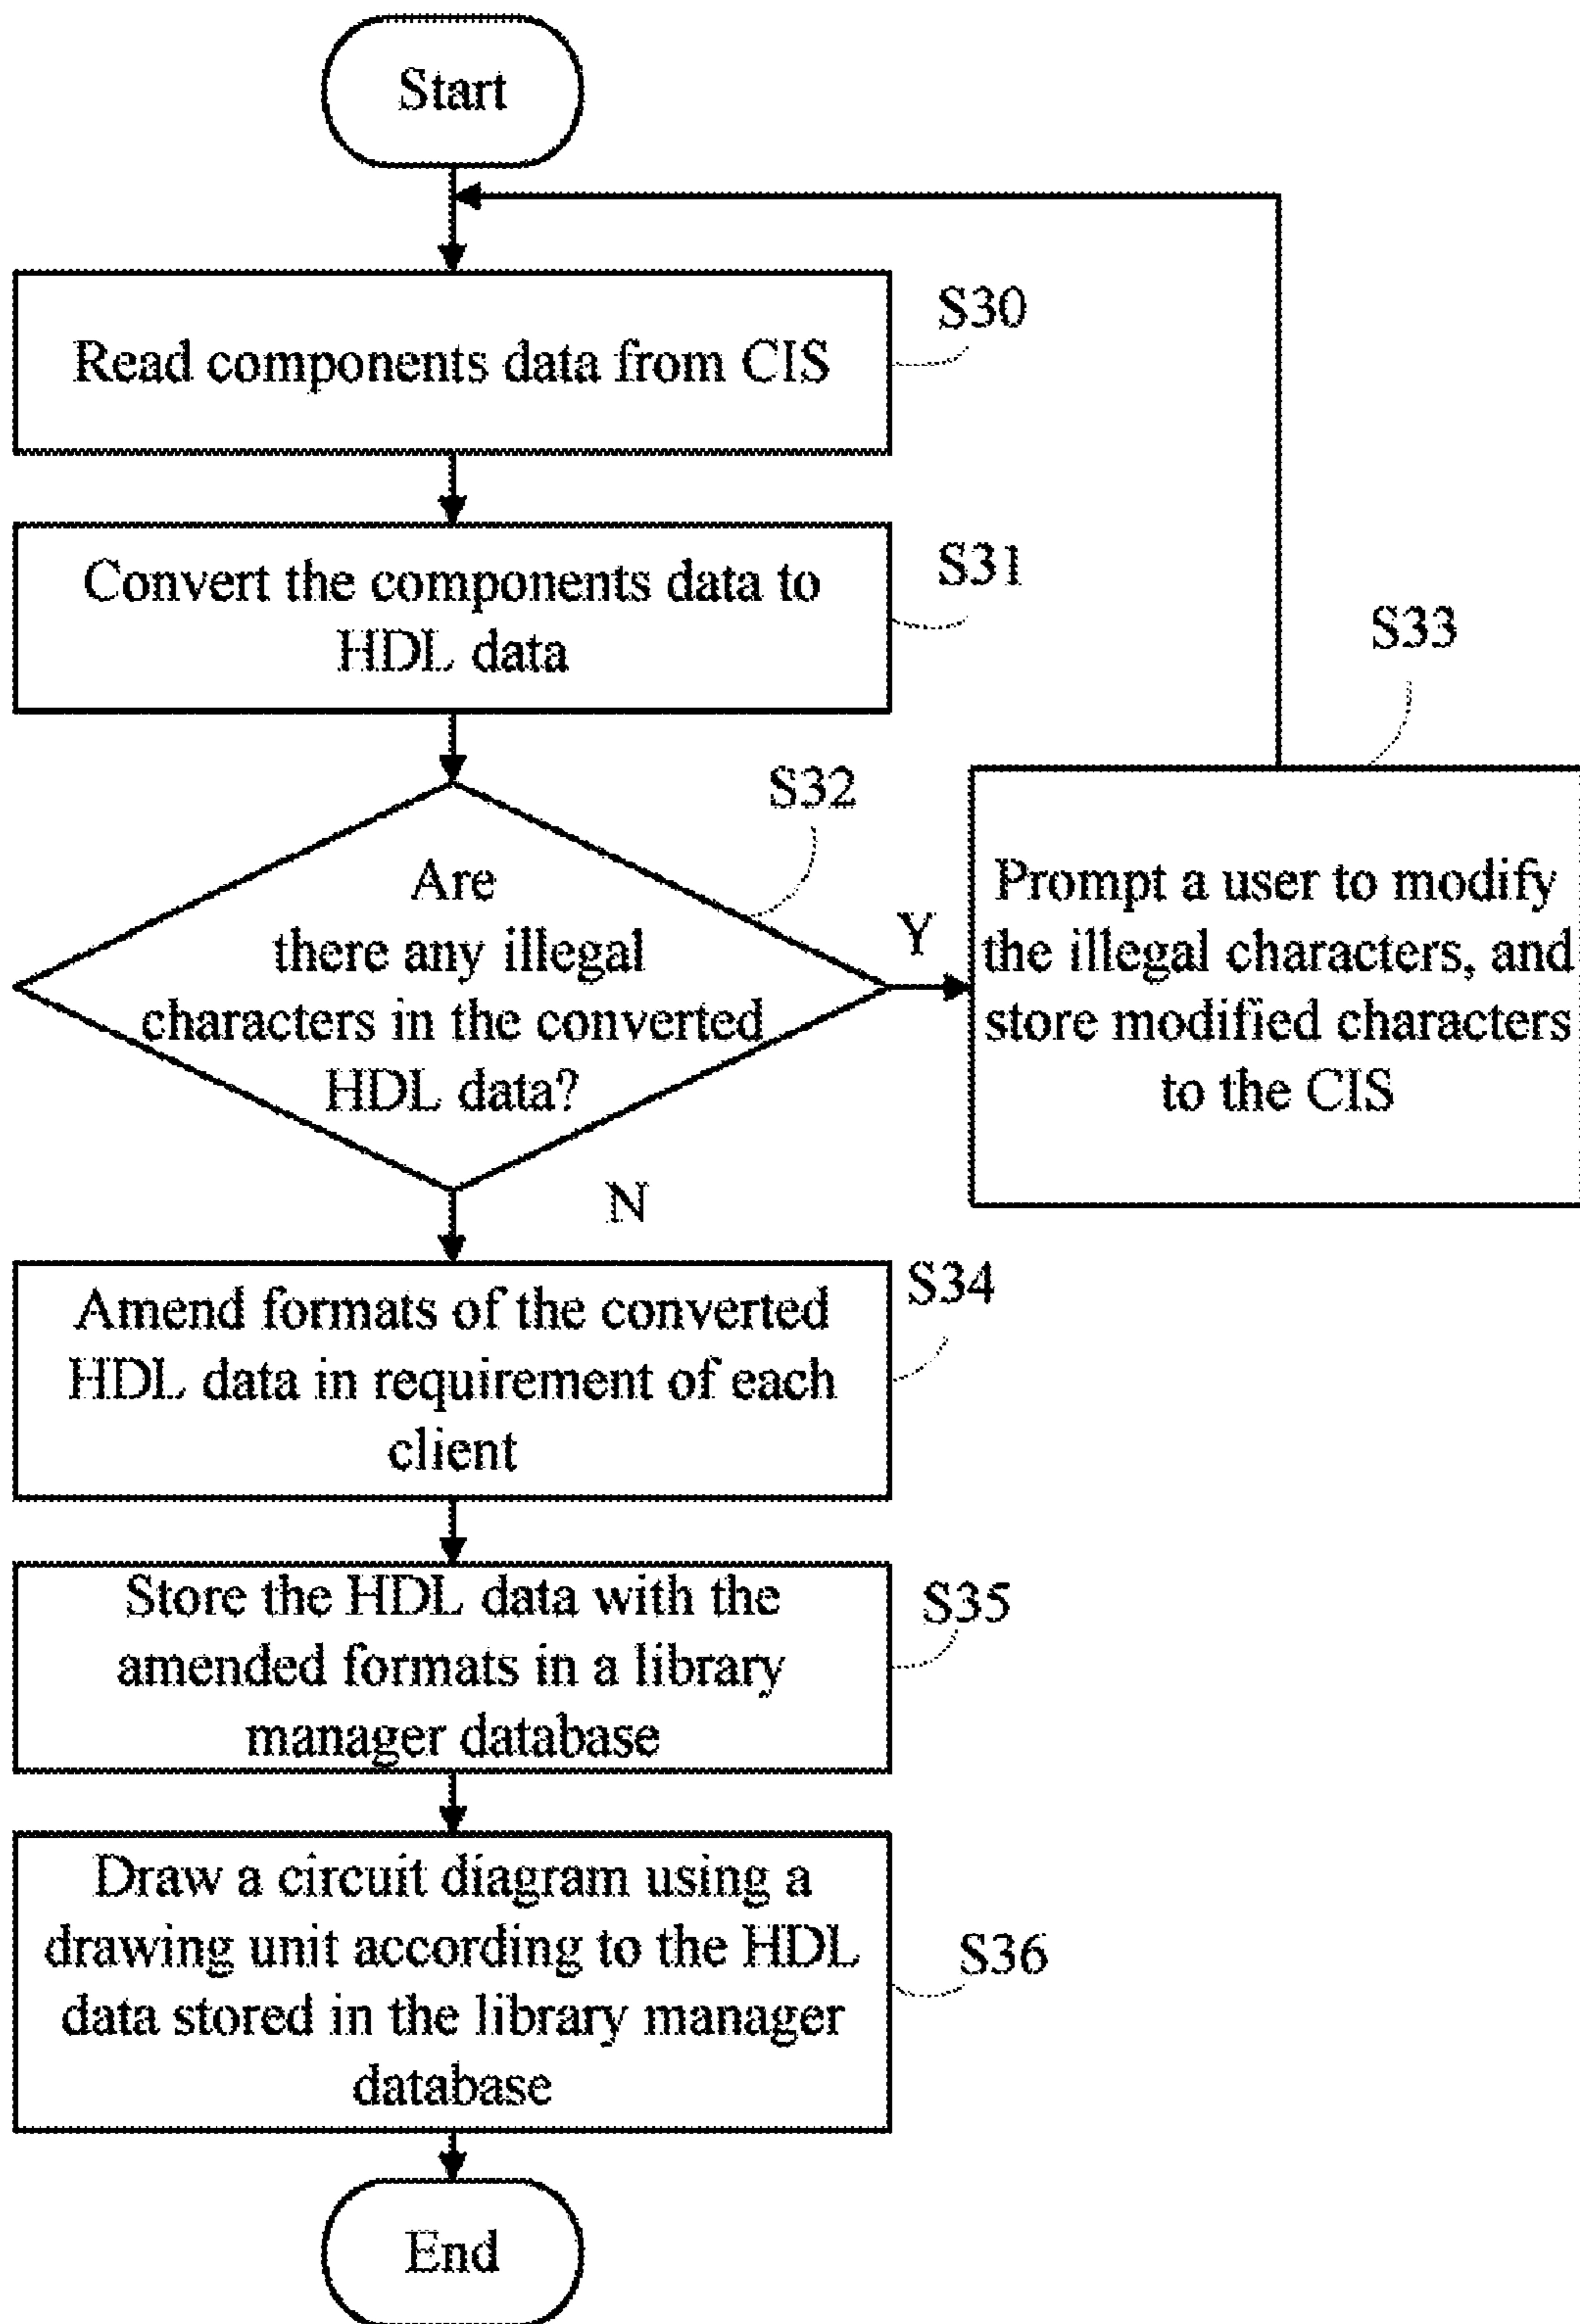 Start
Read components data from CIS
S30
Convert the components data to
HDL data
S31
Are
there any illegal
characters in the converted
HDL data?
S32
Y
N
Prompt a user to modify
the illegal characters, and
store modified characters
to the CIS
S33
Amend formats of the converted
HDL data in requirement of each
client
S34
Store the HDL data with the
amended formats in a library
manager database
S35
Draw a circuit diagram using a
drawing unit according to the HDL
data stored in the library manager
database
S36
End